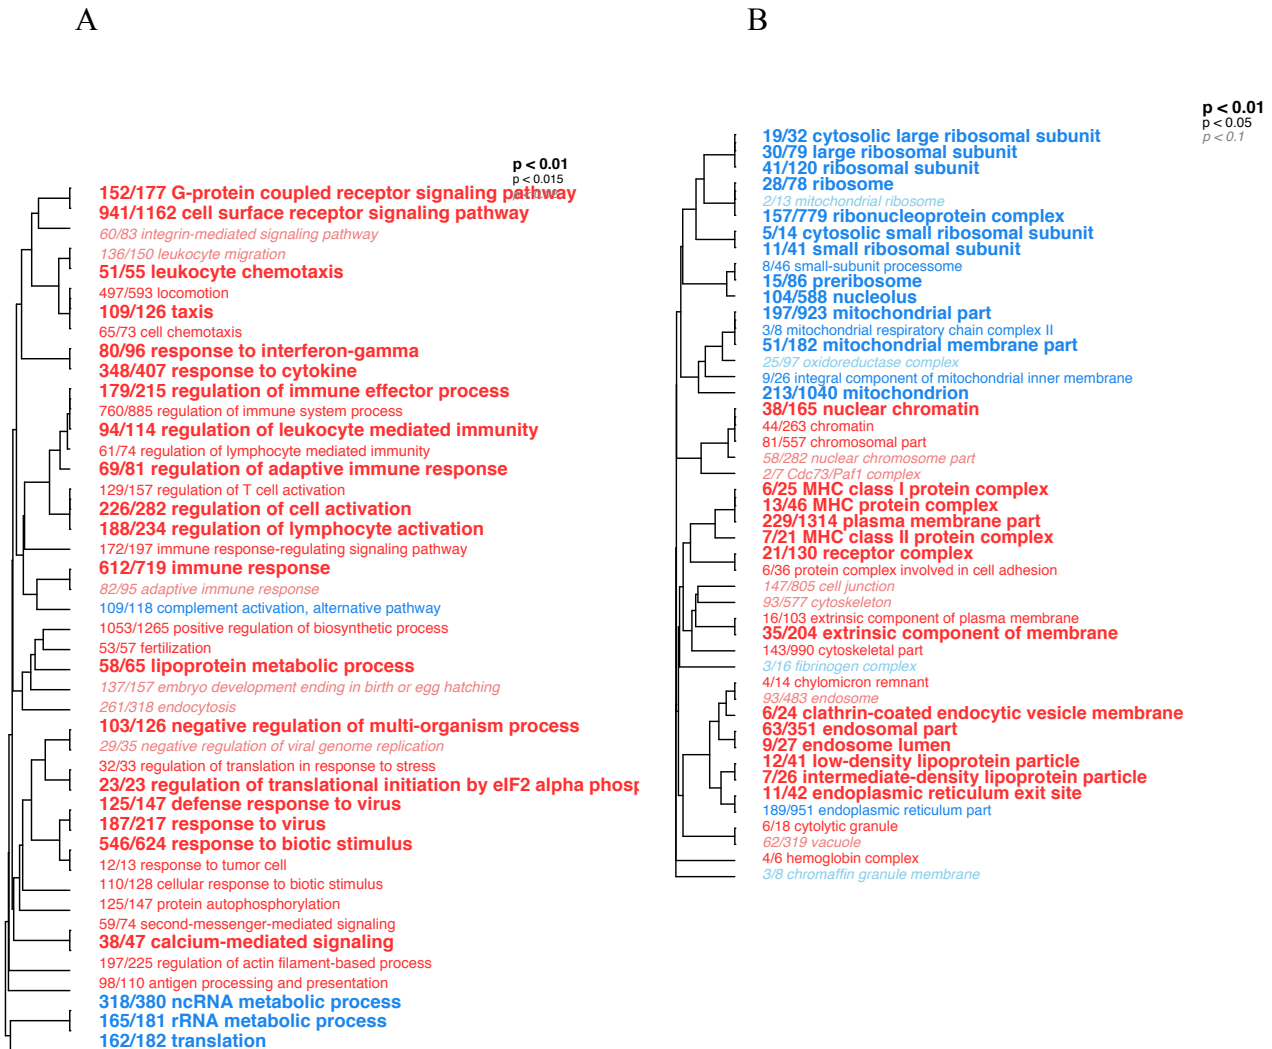 A
p < 0.01
p < 0.015
152/177 G-protein coupled receptor signaling pathway
941/1162 cell surface receptor signaling pathway
60/83 integrin-mediated signaling pathway
136/150 leukocyte migration
51/55 leukocyte chemotaxis
497/593 locomotion
109/126 taxis
65/73 cell chemotaxis
80/96 response to interferon-gamma
348/407 response to cytokine
179/215 regulation of immune effector process
760/885 regulation of immune system process
94/114 regulation of leukocyte mediated immunity
61/74 regulation of lymphocyte mediated immunity
69/81 regulation of adaptive immune response
129/157 regulation of T cell activation
226/282 regulation of cell activation
188/234 regulation of lymphocyte activation
172/197 immune response-regulating signaling pathway
612/719 immune response
82/95 adaptive immune response
109/118 complement activation, alternative pathway
1053/1265 positive regulation of biosynthetic process
53/57 fertilization
58/65 lipoprotein metabolic process
137/157 embryo development ending in birth or egg hatching
261/318 endocytosis
103/126 negative regulation of multi-organism process
29/35 negative regulation of viral genome replication
32/33 regulation of translation in response to stress
23/23 regulation of translational initiation by eIF2 alpha phosp
125/147 defense response to virus
187/217 response to virus
546/624 response to biotic stimulus
12/13 response to tumor cell
110/128 cellular response to biotic stimulus
125/147 protein autophosphorylation
59/74 second-messenger-mediated signaling
38/47 calcium-mediated signaling
197/225 regulation of actin filament-based process
98/110 antigen processing and presentation
318/380 ncRNA metabolic process
165/181 rRNA metabolic process
162/182 translation
B
p < 0.01
p < 0.05
p < 0.1
19/32 cytosolic large ribosomal subunit
30/79 large ribosomal subunit
41/120 ribosomal subunit
28/78 ribosome
2/13 mitochondrial ribosome
157/779 ribonucleoprotein complex
5/14 cytosolic small ribosomal subunit
11/41 small ribosomal subunit
8/46 small-subunit processome
15/86 preribosome
104/588 nucleolus
197/923 mitochondrial part
3/8 mitochondrial respiratory chain complex II
51/182 mitochondrial membrane part
25/97 oxidoreductase complex
9/26 integral component of mitochondrial inner membrane
213/1040 mitochondrion
38/165 nuclear chromatin
44/263 chromatin
81/557 chromosomal part
58/282 nuclear chromosome part
2/7 Cdc73/Paf1 complex
6/25 MHC class I protein complex
13/46 MHC protein complex
229/1314 plasma membrane part
7/21 MHC class II protein complex
21/130 receptor complex
6/36 protein complex involved in cell adhesion
147/805 cell junction
93/577 cytoskeleton
16/103 extrinsic component of plasma membrane
35/204 extrinsic component of membrane
143/990 cytoskeletal part
3/16 fibrinogen complex
4/14 chylomicron remnant
93/483 endosome
6/24 clathrin-coated endocytic vesicle membrane
63/351 endosomal part
9/27 endosome lumen
12/41 low-density lipoprotein particle
7/26 intermediate-density lipoprotein particle
11/42 endoplasmic reticulum exit site
189/951 endoplasmic reticulum part
6/18 cytolytic granule
62/319 vacuole
4/6 hemoglobin complex
3/8 chromaffin granule membrane